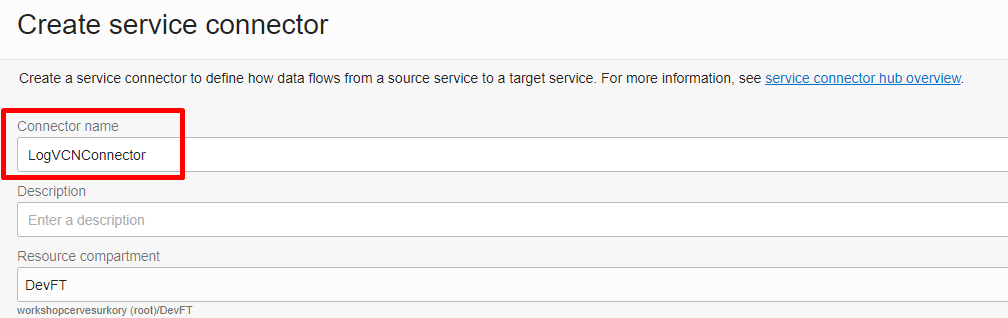 Create service connector
Create a service connector to define how data flows from a source service to a target service. For more information, see service connector hub overview.
Connector name
LogVCNConnector
Description
Enter a description
Resource compartment
DevFT
workshopcervesurkory (root)/DevFT